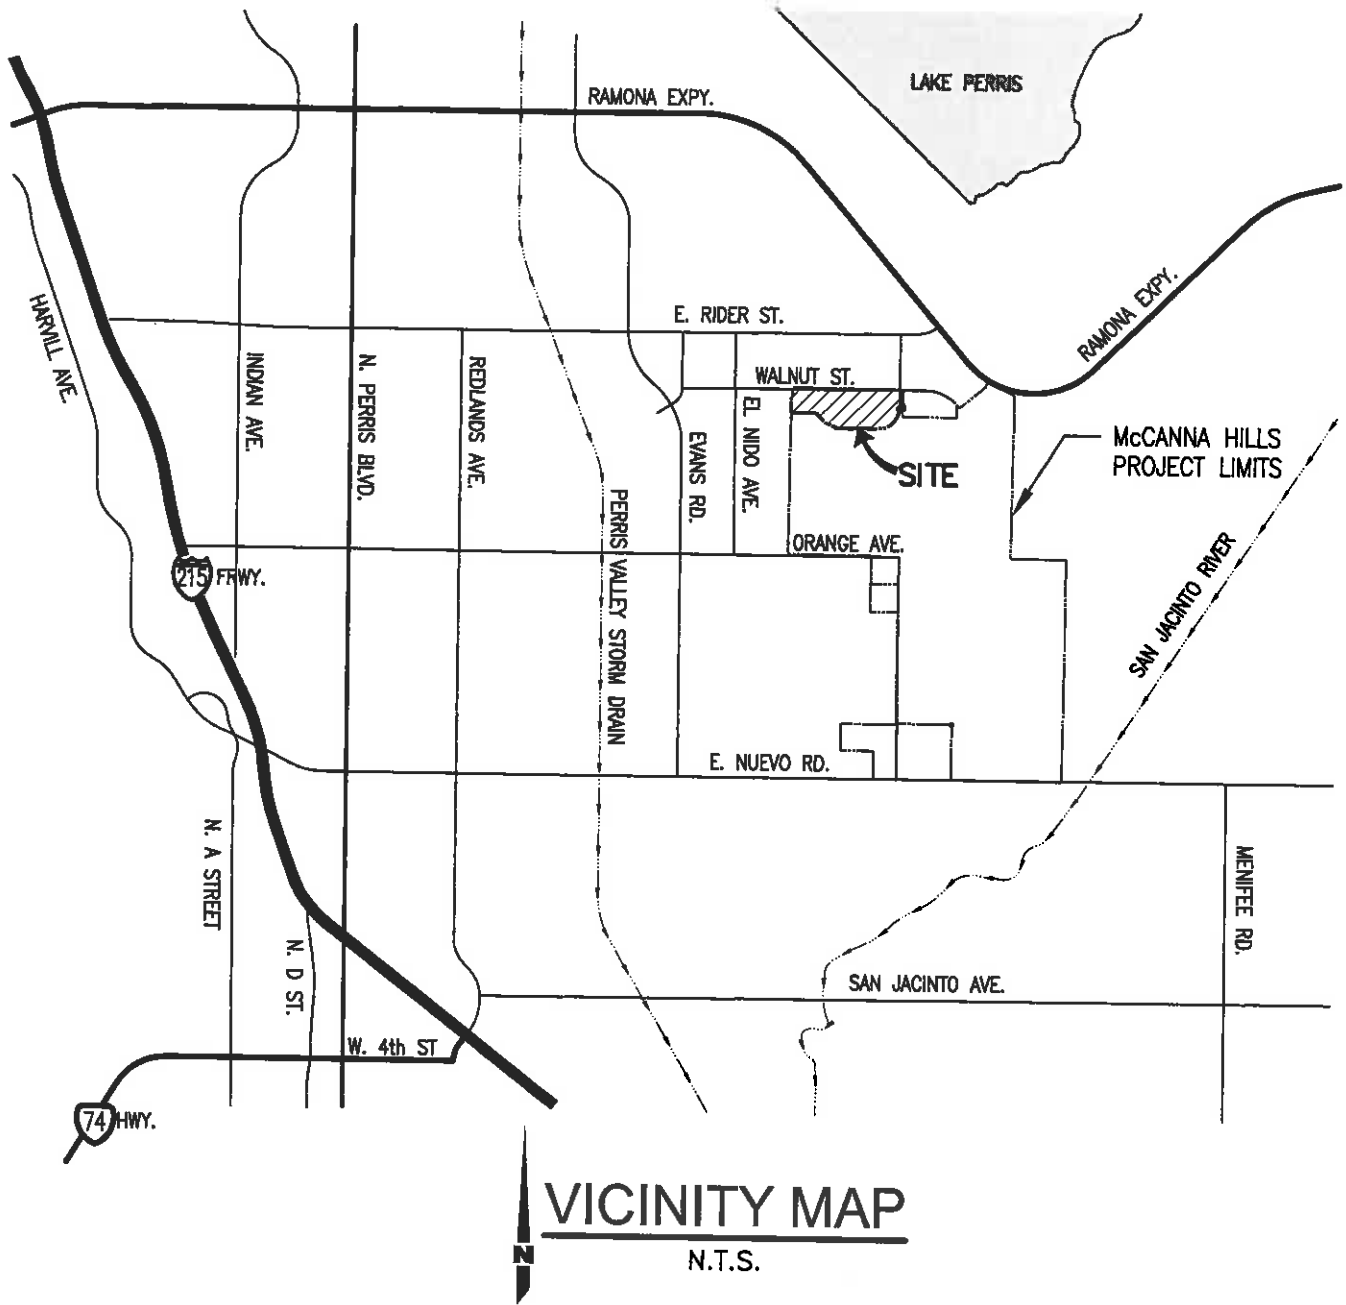 LAKE PERRIS
RAMONA EXPY.
RAMONA EXPY.
HARVILL AVE.
E. RIDER ST.
INDIAN AVE.
N. PERRIS BLVD.
REDLANDS AVE.
WALNUT ST.
EL NIDO AVE.
EVANS RD.
SITE
McCANNA HILLS
PROJECT LIMITS
PERRIS VALLEY STORM DRAIN
ORANGE AVE.
SAN JACINTO RIVER
215 FRWY.
E. NUEVO RD.
N. A STREET
N. D ST.
MENIFEE RD.
SAN JACINTO AVE.
W. 4th ST
74 HWY.
VICINITY MAP
N
N.T.S.